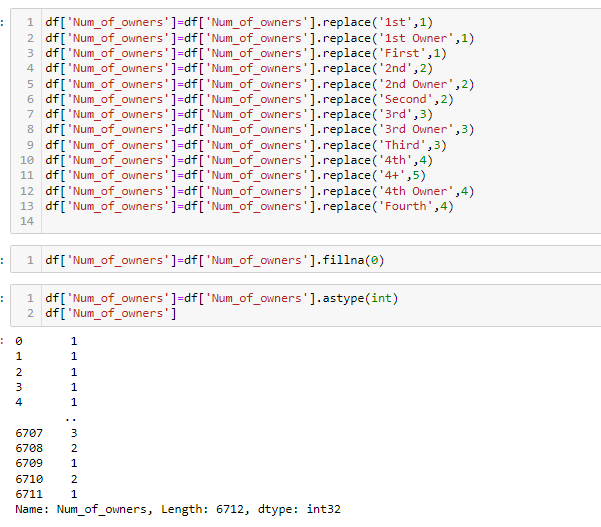 : 1 df['Num_of_owners']=df['Num_of_owners'].replace('1st',1)
2 df['Num_of_owners']=df['Num_of_owners'].replace('1st Owner',1)
3 df['Num_of_owners']=df['Num_of_owners'].replace('First',1)
4 df['Num_of_owners']=df['Num_of_owners'].replace('2nd',2)
5 df['Num_of_owners']=df['Num_of_owners'].replace('2nd Owner',2)
6 df['Num_of_owners']=df['Num_of_owners'].replace('Second',2)
7 df['Num_of_owners']=df['Num_of_owners'].replace('3rd',3)
8 df['Num_of_owners']=df['Num_of_owners'].replace('3rd Owner',3)
9 df['Num_of_owners']=df['Num_of_owners'].replace('Third',3)
10 df['Num_of_owners']=df['Num_of_owners'].replace('4th',4)
11 df['Num_of_owners']=df['Num_of_owners'].replace('4+',5)
12 df['Num_of_owners']=df['Num_of_owners'].replace('4th Owner',4)
13 df['Num_of_owners']=df['Num_of_owners'].replace('Fourth',4)
14
: 1 df['Num_of_owners']=df['Num_of_owners'].fillna(0)
: 1 df['Num_of_owners']=df['Num_of_owners'].astype(int)
2 df['Num_of_owners']
: 0 1
1 1
2 1
3 1
4 1
..
6707 3
6708 2
6709 1
6710 2
6711 1
Name: Num_of_owners, Length: 6712, dtype: int32